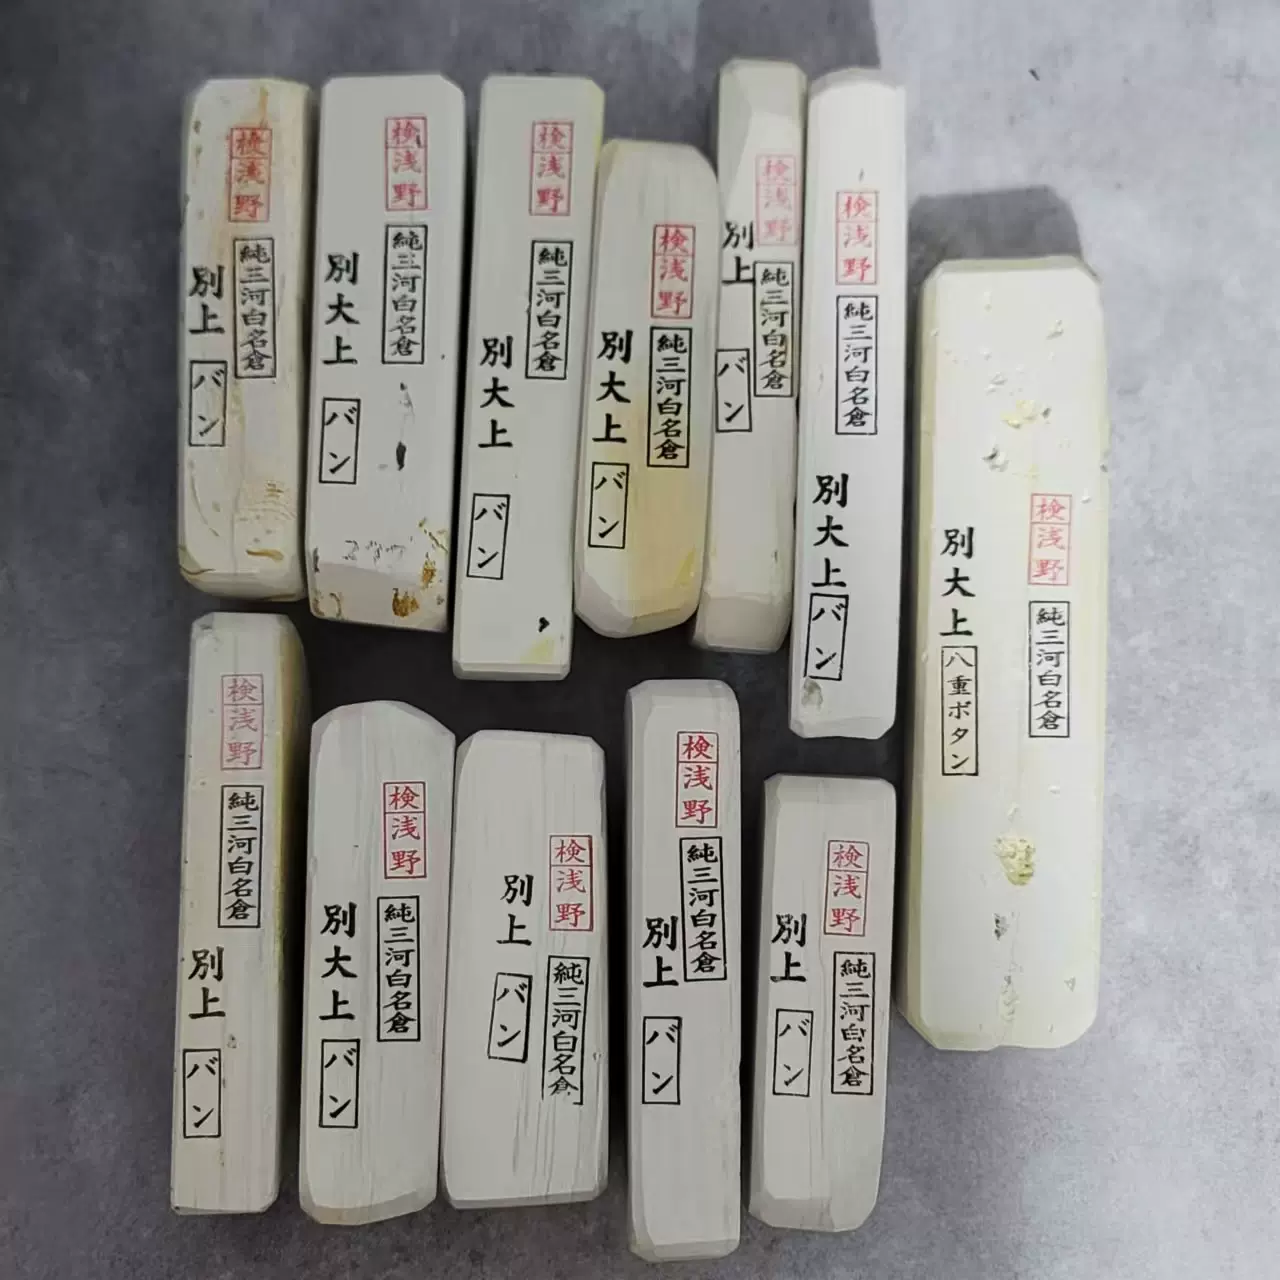 検浅野
純三河白名倉
別上
バン
検浅野
純三河白名倉
別大上
バン
検浅野
純三河白名倉
別大上
バン
検浅野
純三河白名倉
別大上
バン
検浅野
純三河白名倉
別上
バン
検浅野
純三河白名倉
別大上
バン
検浅野
純三河白名倉
別大上
八重ボタン
検浅野
純三河白名倉
別上
バン
検浅野
純三河白名倉
別大上
バン
検浅野
純三河白名倉
別上
バン
検浅野
純三河白名倉
別上
バン
検浅野
純三河白名倉
別上
バン